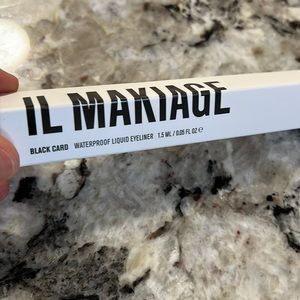 IL MAKIAGE
BLACK CARD WATERPROOF LIQUID EYELINER 1.5 ML / 0.05 FL OZ ℮